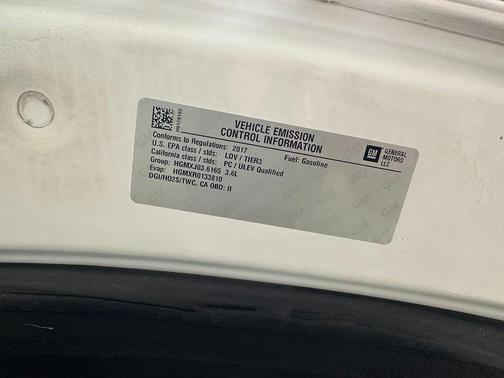 VEHICLE EMISSION
CONTROL INFORMATION
Conforms to Regulations: 2017 Fuel: Gasoline
U.S. EPA class / stds: LDV / TIER3
California class / stds: PC / ULEV Qualified
Group: HGMXJ03.6165 3.6L
Evap: HGMXR0133810
DGI/HO2S/TWC, CA OBD: II
GM
GENERAL
MOTORS
LLC